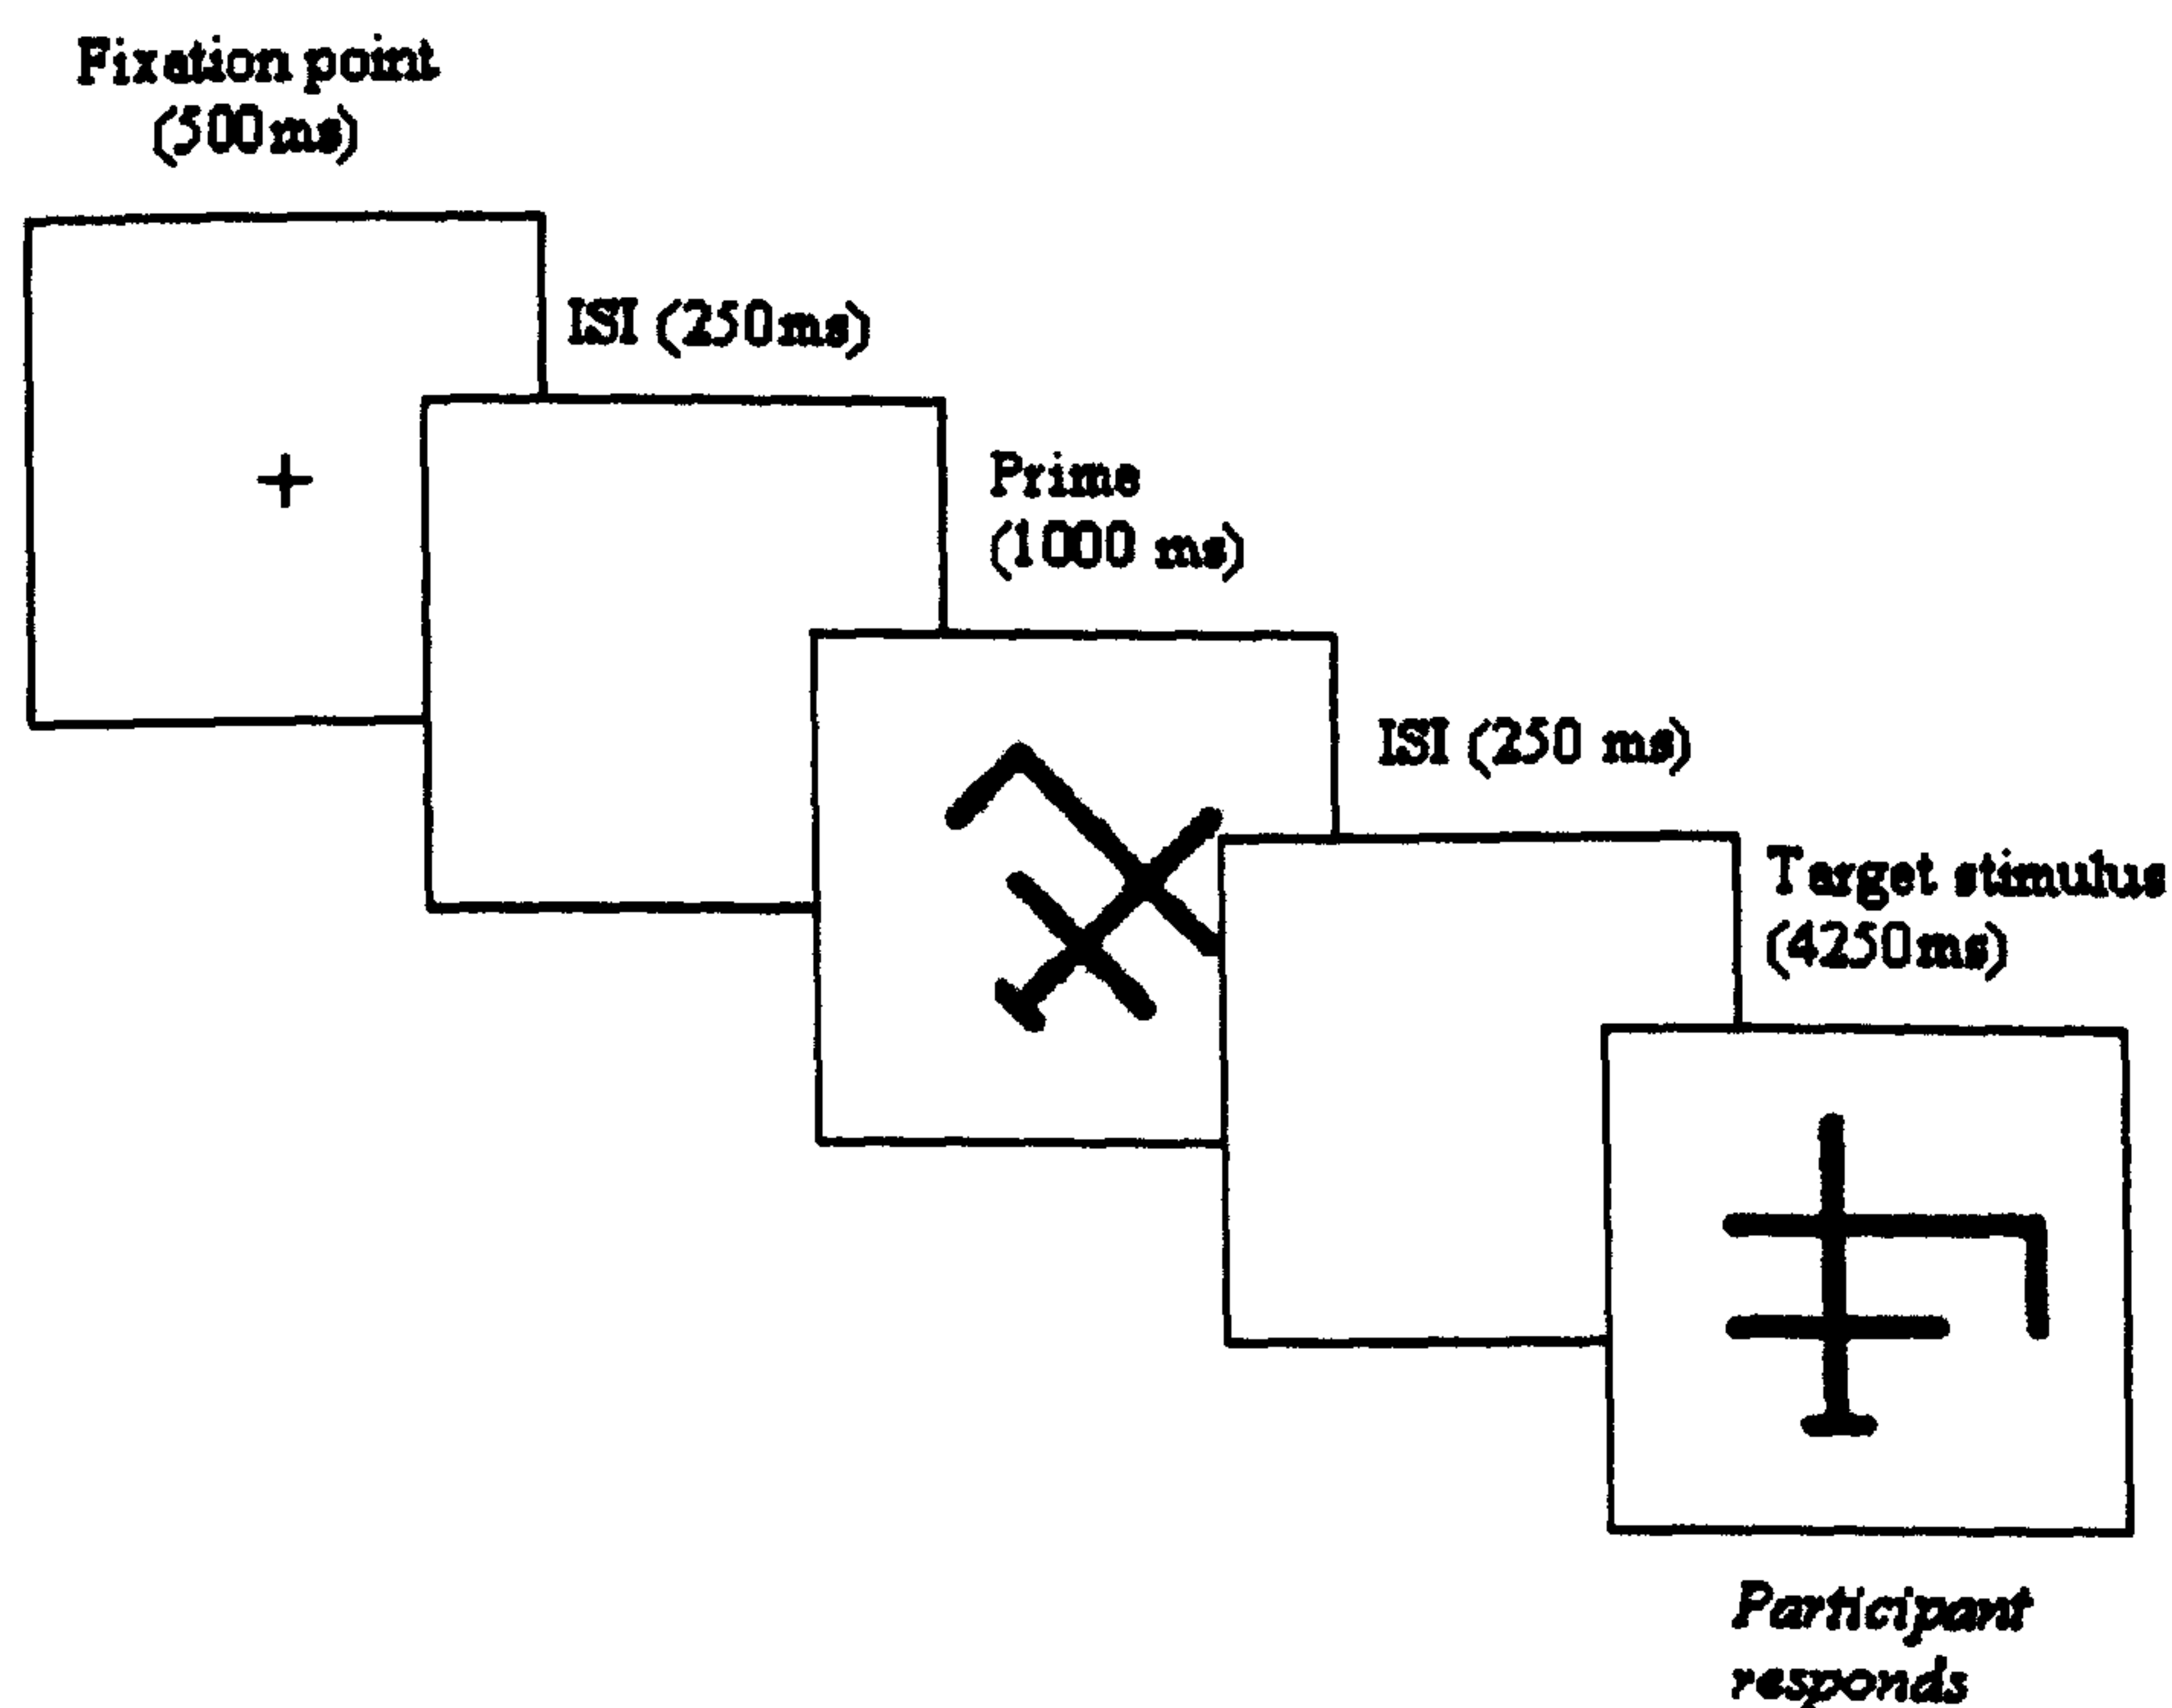 Fixation point
(500ms)
ISI (250ms)
Prime
(1000 ms)
ISI (250 ms)
Target stimulus
(4250ms)
Participant
responds